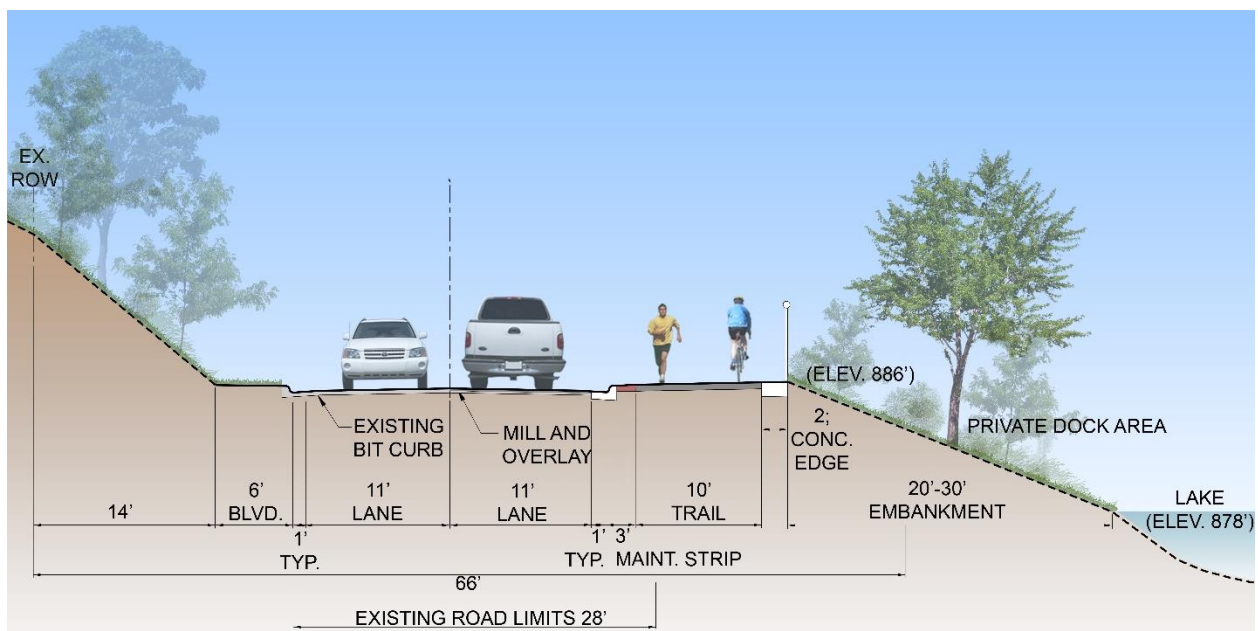 EX.
ROW
(ELEV. 886')
EXISTING
BIT CURB
MILL AND
OVERLAY
2;
CONC.
EDGE
PRIVATE DOCK AREA
14'
6'
BLVD.
11'
LANE
11'
LANE
10'
TRAIL
20'-30'
EMBANKMENT
LAKE
(ELEV. 878')
1'
TYP.
1' 3'
TYP. MAINT. STRIP
66'
EXISTING ROAD LIMITS 28'